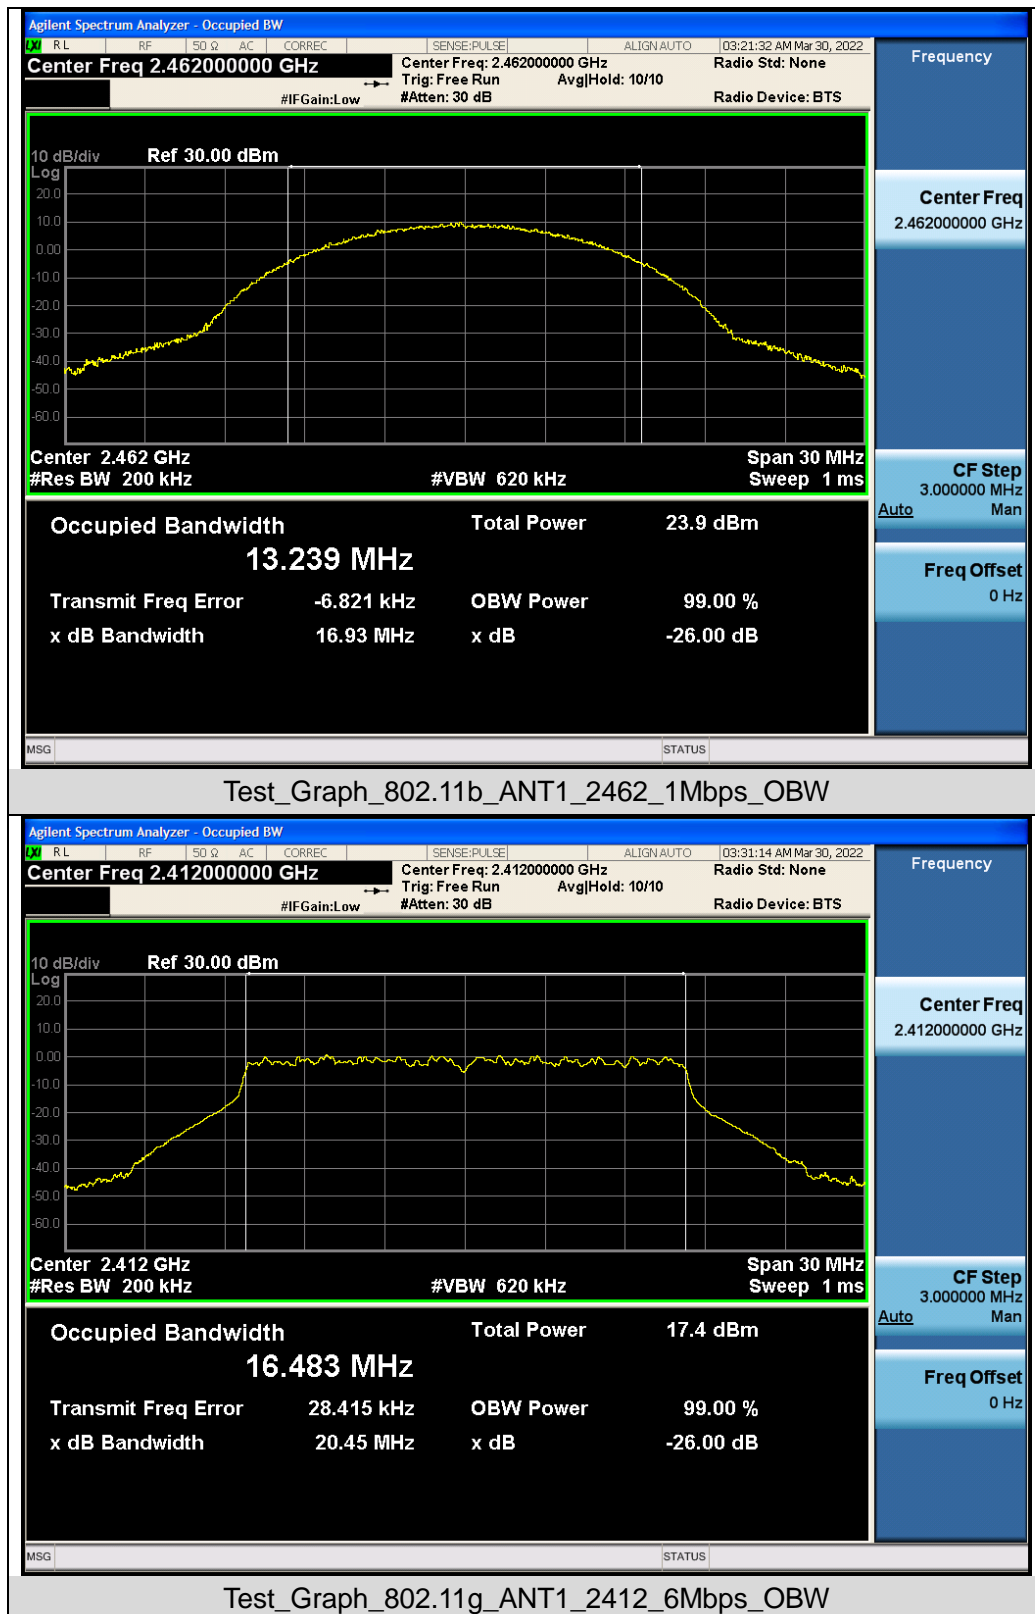 Agilent Spectrum Analyzer - Occupied BW
LXI RL RF 50 Ω AC CORREC SENSE:PULSE ALIGN AUTO 03:21:32 AM Mar 30, 2022
Center Freq 2.462000000 GHz
Center Freq: 2.462000000 GHz Radio Std: None
Trig: Free Run Avg|Hold: 10/10
#IFGain:Low #Atten: 30 dB Radio Device: BTS
10 dB/div Ref 30.00 dBm
Log
20.0
10.0
0.00
-10.0
-20.0
-30.0
-40.0
-50.0
-60.0
Center 2.462 GHz Span 30 MHz
#Res BW 200 kHz #VBW 620 kHz Sweep 1 ms
Occupied Bandwidth Total Power 23.9 dBm
13.239 MHz
Transmit Freq Error -6.821 kHz OBW Power 99.00 %
x dB Bandwidth 16.93 MHz x dB -26.00 dB
MSG STATUS
Frequency
Center Freq
2.462000000 GHz
CF Step
3.000000 MHz
Auto Man
Freq Offset
0 Hz
Test_Graph_802.11b_ANT1_2462_1Mbps_OBW
Agilent Spectrum Analyzer - Occupied BW
LXI RL RF 50 Ω AC CORREC SENSE:PULSE ALIGN AUTO 03:31:14 AM Mar 30, 2022
Center Freq 2.412000000 GHz
Center Freq: 2.412000000 GHz Radio Std: None
Trig: Free Run Avg|Hold: 10/10
#IFGain:Low #Atten: 30 dB Radio Device: BTS
10 dB/div Ref 30.00 dBm
Log
20.0
10.0
0.00
-10.0
-20.0
-30.0
-40.0
-50.0
-60.0
Center 2.412 GHz Span 30 MHz
#Res BW 200 kHz #VBW 620 kHz Sweep 1 ms
Occupied Bandwidth Total Power 17.4 dBm
16.483 MHz
Transmit Freq Error 28.415 kHz OBW Power 99.00 %
x dB Bandwidth 20.45 MHz x dB -26.00 dB
MSG STATUS
Frequency
Center Freq
2.412000000 GHz
CF Step
3.000000 MHz
Auto Man
Freq Offset
0 Hz
Test_Graph_802.11g_ANT1_2412_6Mbps_OBW